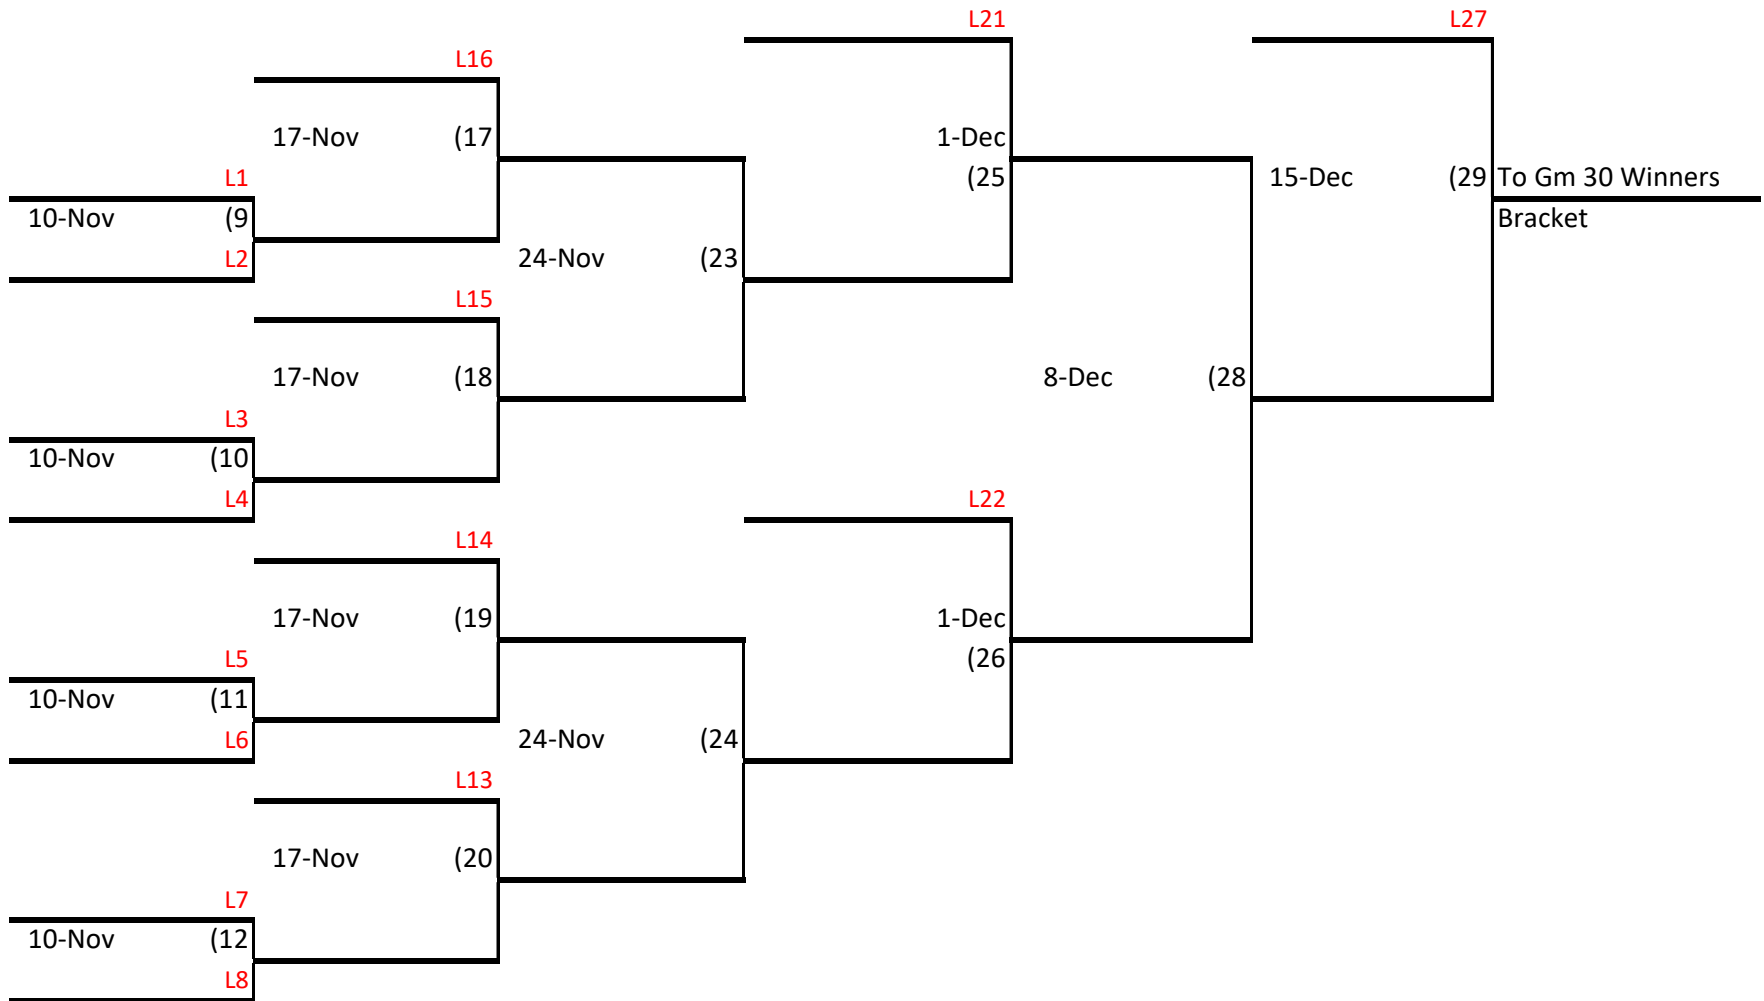 L21 L27
L16
17-Nov (17 1-Dec
L1 (25 15-Dec (29 To Gm 30 Winners
10-Nov (9 Bracket
L2 24-Nov (23
L15
17-Nov (18 8-Dec (28
L3
10-Nov (10
L4 L22
L14
17-Nov (19 1-Dec
L5 (26
10-Nov (11
L6 24-Nov (24
L13
17-Nov (20
L7
10-Nov (12
L8